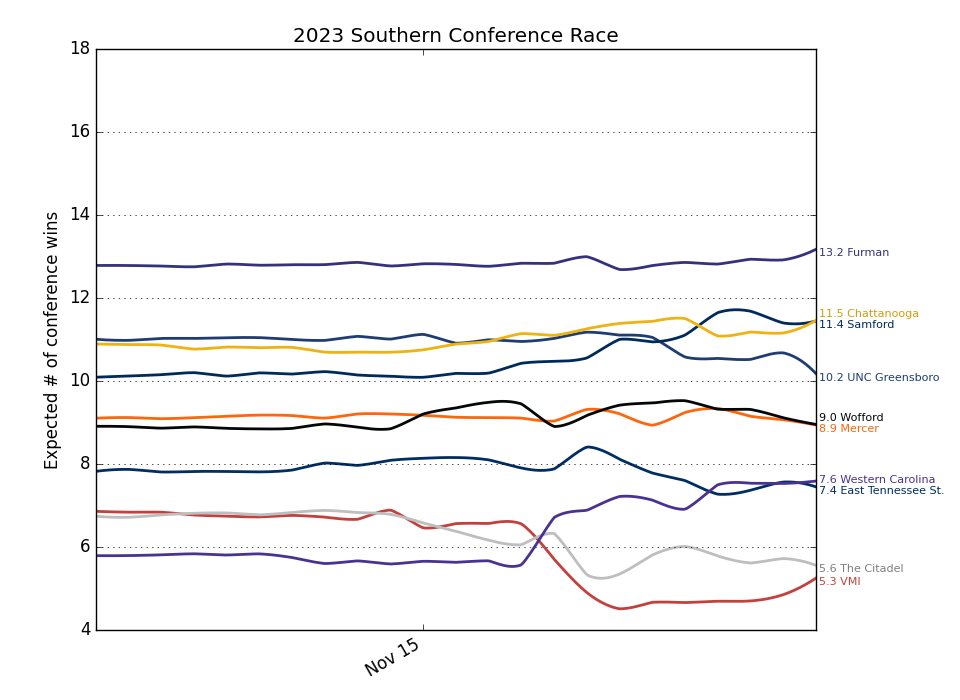 2023 Southern Conference Race
Expected # of conference wins
18
16
14
12
10
8
6
4
Nov 15
13.2 Furman
11.5 Chattanooga
11.4 Samford
10.2 UNC Greensboro
9.0 Wofford
8.9 Mercer
7.6 Western Carolina
7.4 East Tennessee St.
5.6 The Citadel
5.3 VMI